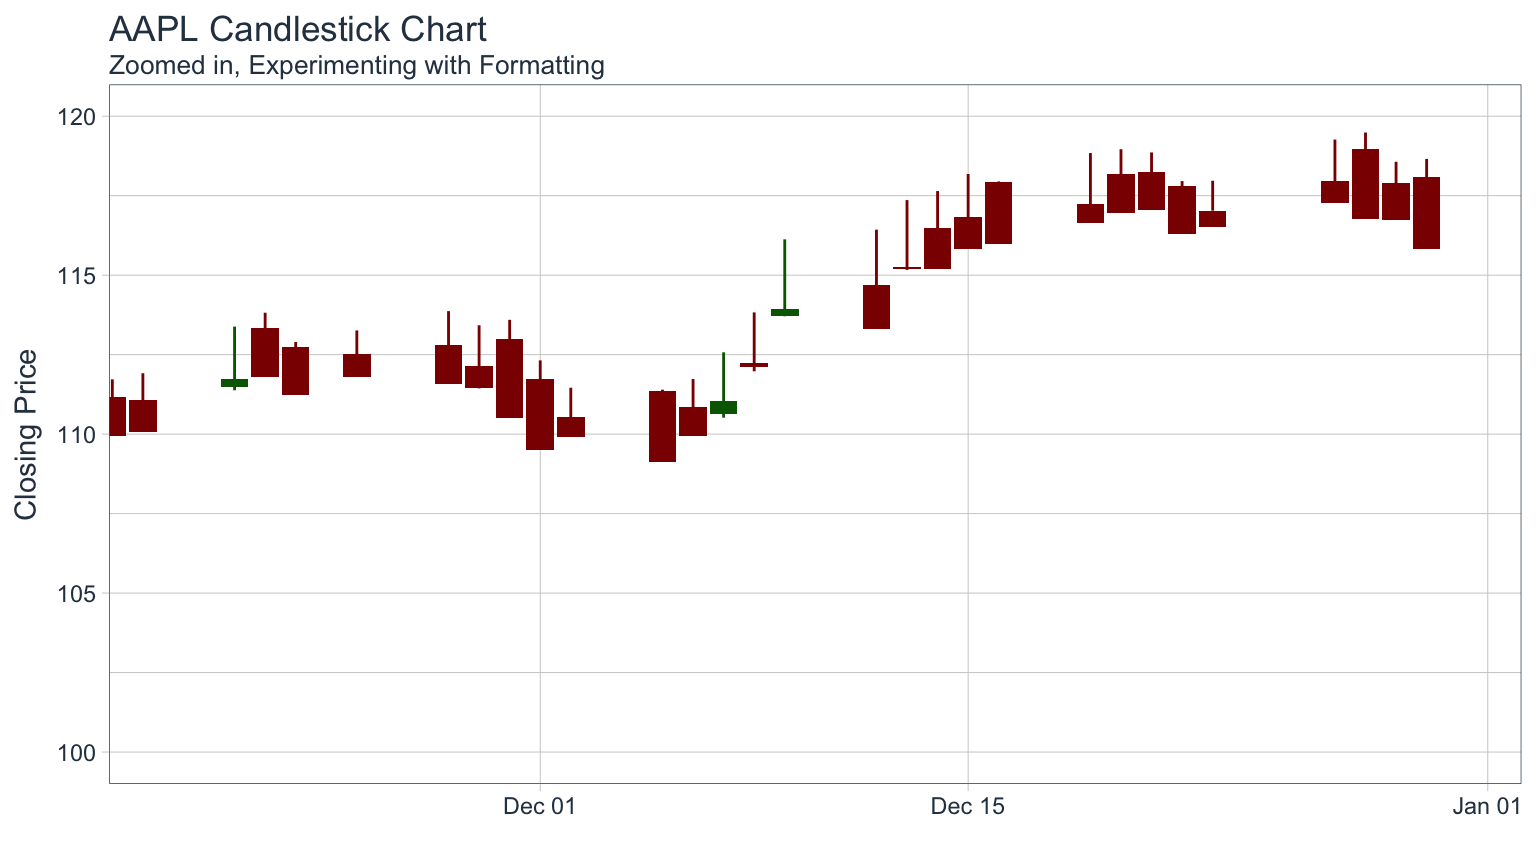 AAPL Candlestick Chart
Zoomed in, Experimenting with Formatting
120
115
110
105
100
Closing Price
Dec 01
Dec 15
Jan 01